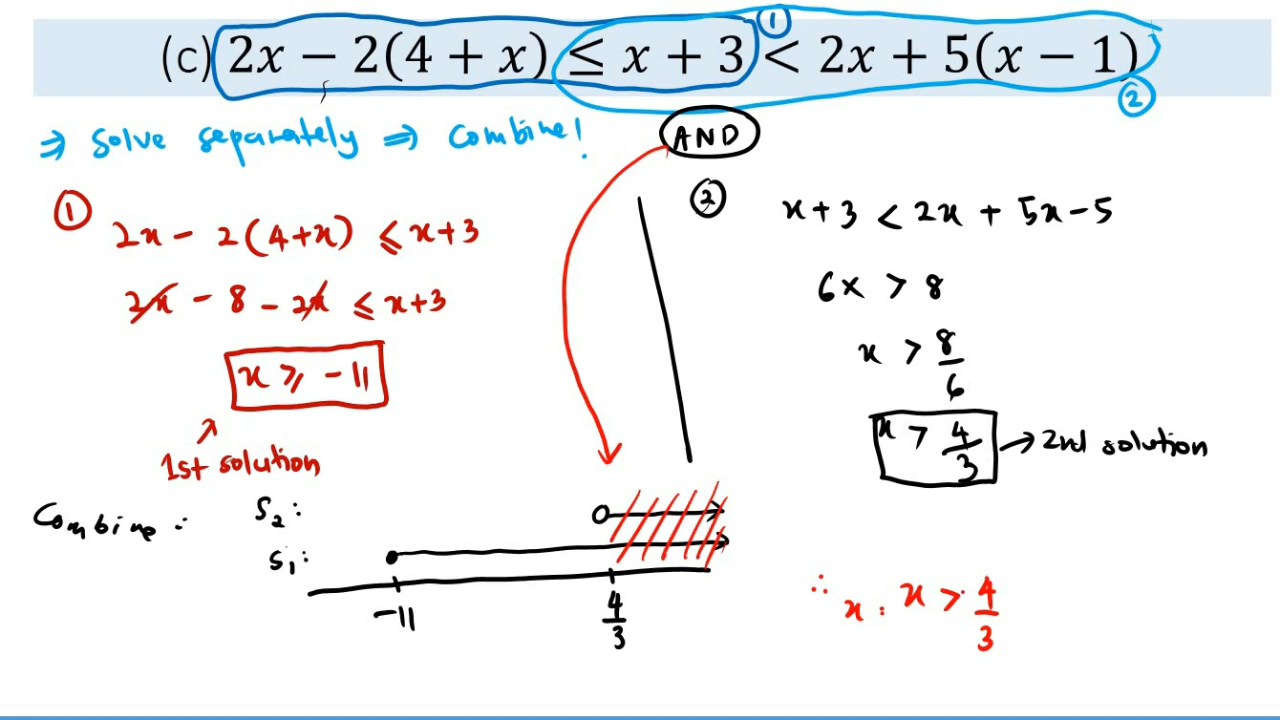 (c) 2x − 2(4 + x) ≤ x + 3 < 2x + 5(x − 1)
①
②
⇒ solve separately ⇒ combine!
AND
①
2x − 2(4+x) ≤ x+3
2x − 8 − 2x ≤ x+3
x ≥ −11
1st solution
②
x+3 < 2x + 5x−5
6x > 8
x > 8/6
x > 4/3 → 2nd solution
Combine :
S₂:
S₁:
−11
4/3
∴ x : x > 4/3